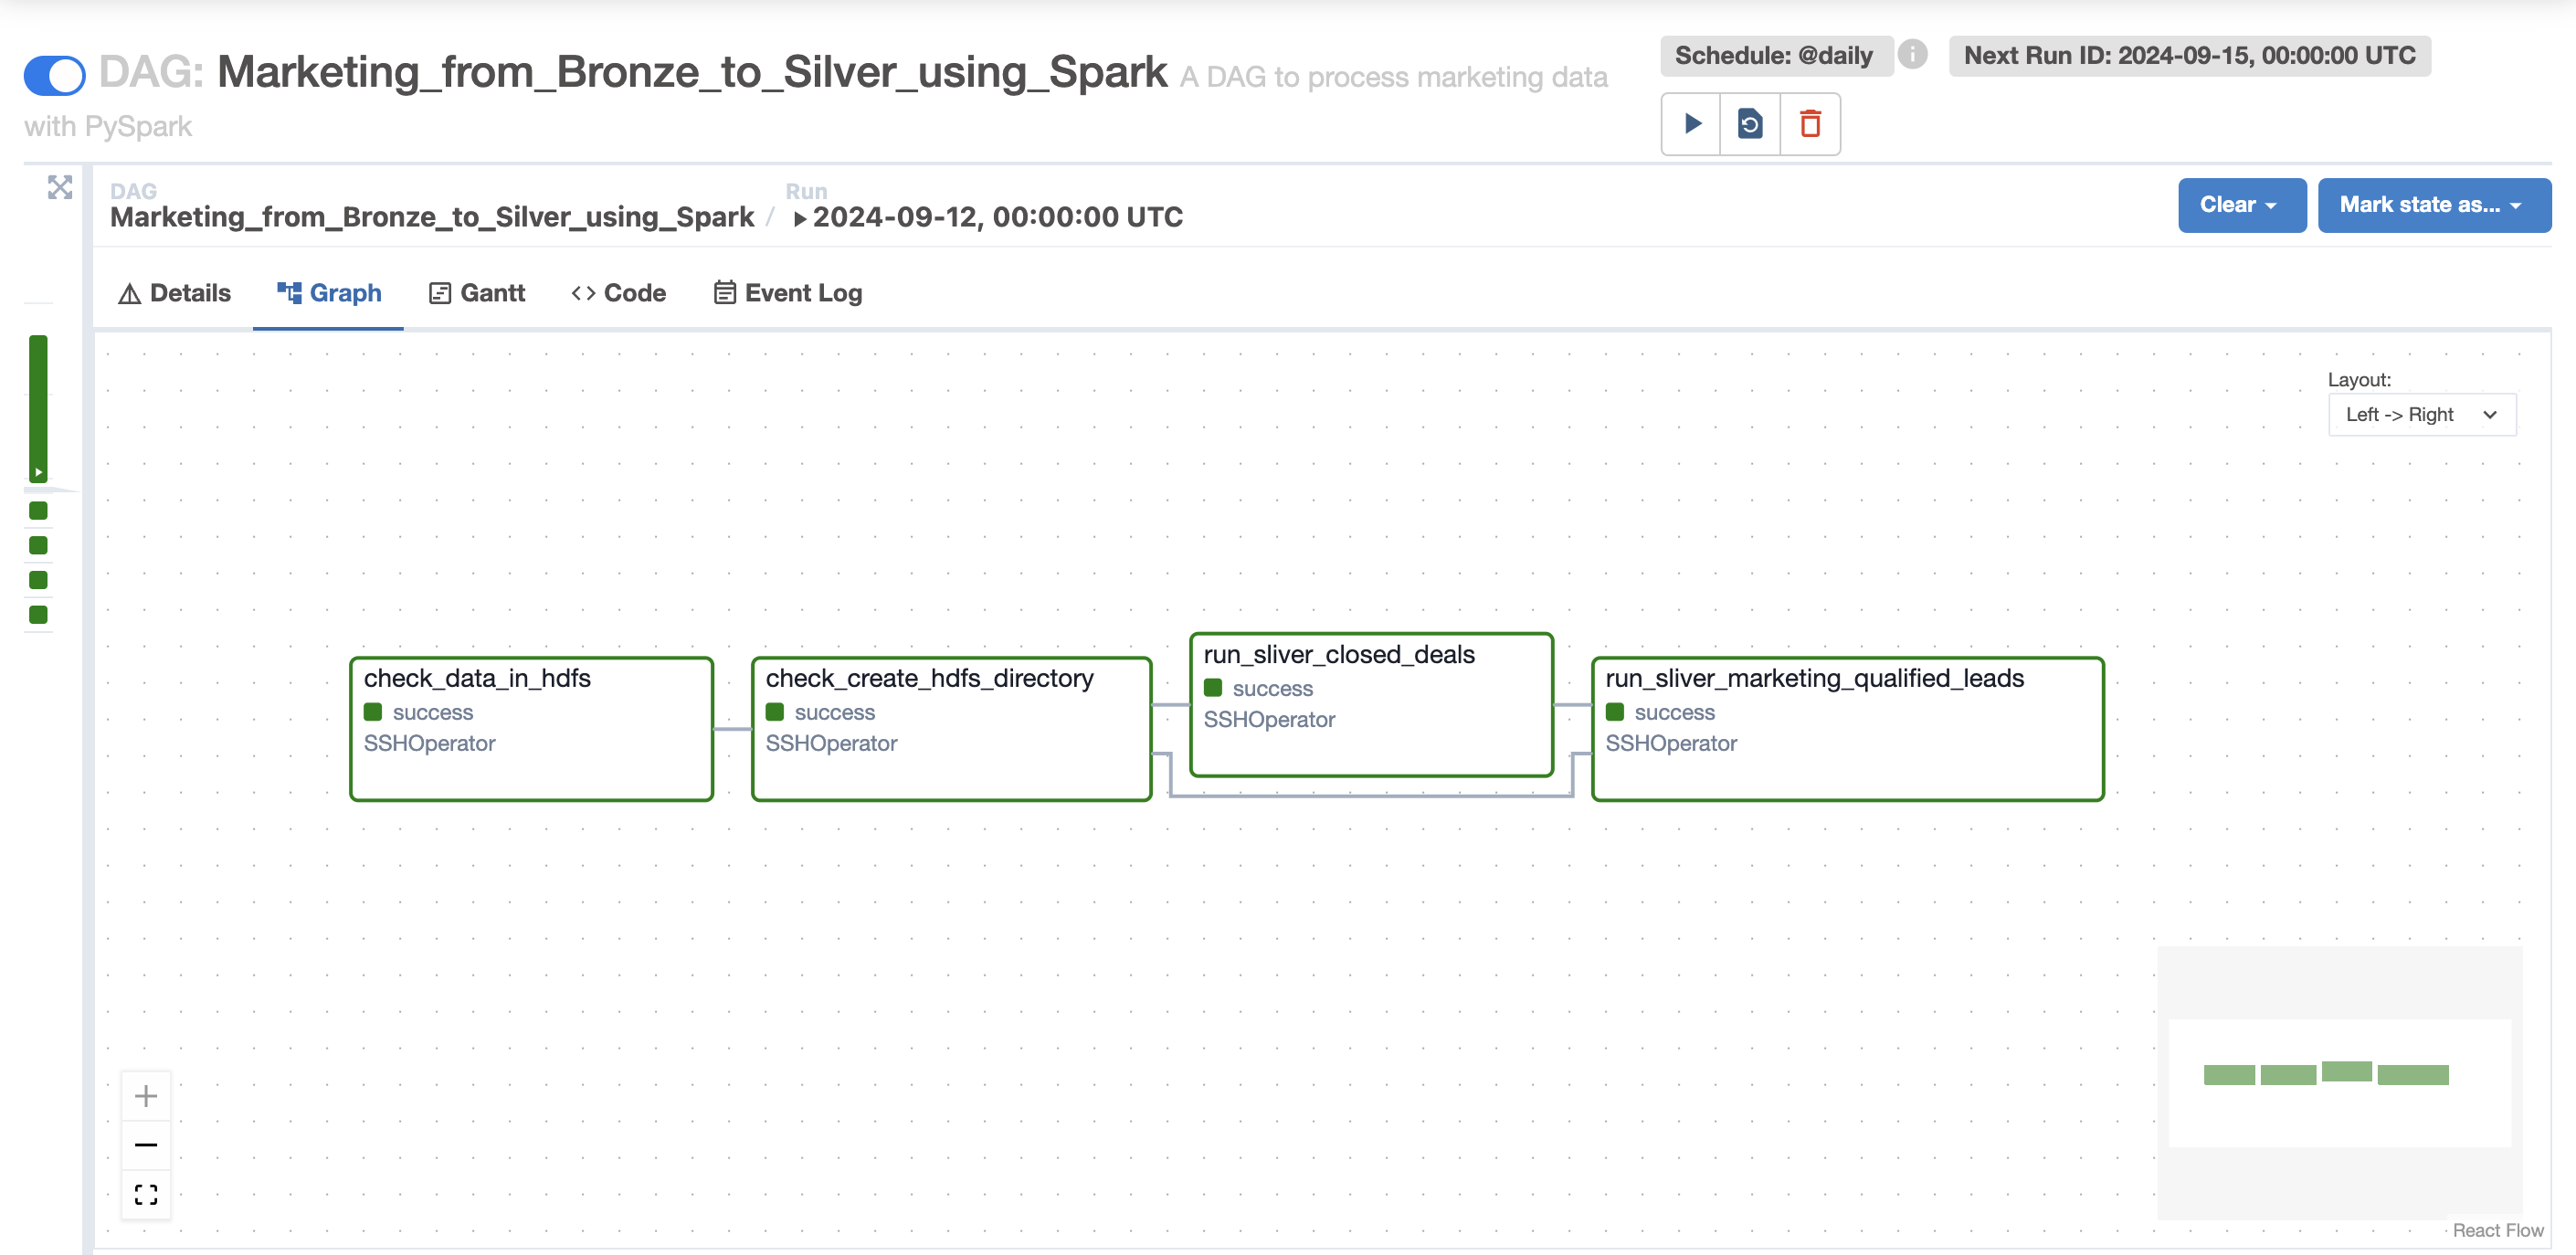 DAG: Marketing_from_Bronze_to_Silver_using_Spark A DAG to process marketing data
with PySpark
Schedule: @daily
Next Run ID: 2024-09-15, 00:00:00 UTC
DAG
Marketing_from_Bronze_to_Silver_using_Spark /
Run
2024-09-12, 00:00:00 UTC
Clear
Mark state as...
Details
Graph
Gantt
Code
Event Log
Layout:
Left -> Right
check_data_in_hdfs
success
SSHOperator
check_create_hdfs_directory
success
SSHOperator
run_sliver_closed_deals
success
SSHOperator
run_sliver_marketing_qualified_leads
success
SSHOperator
React Flow